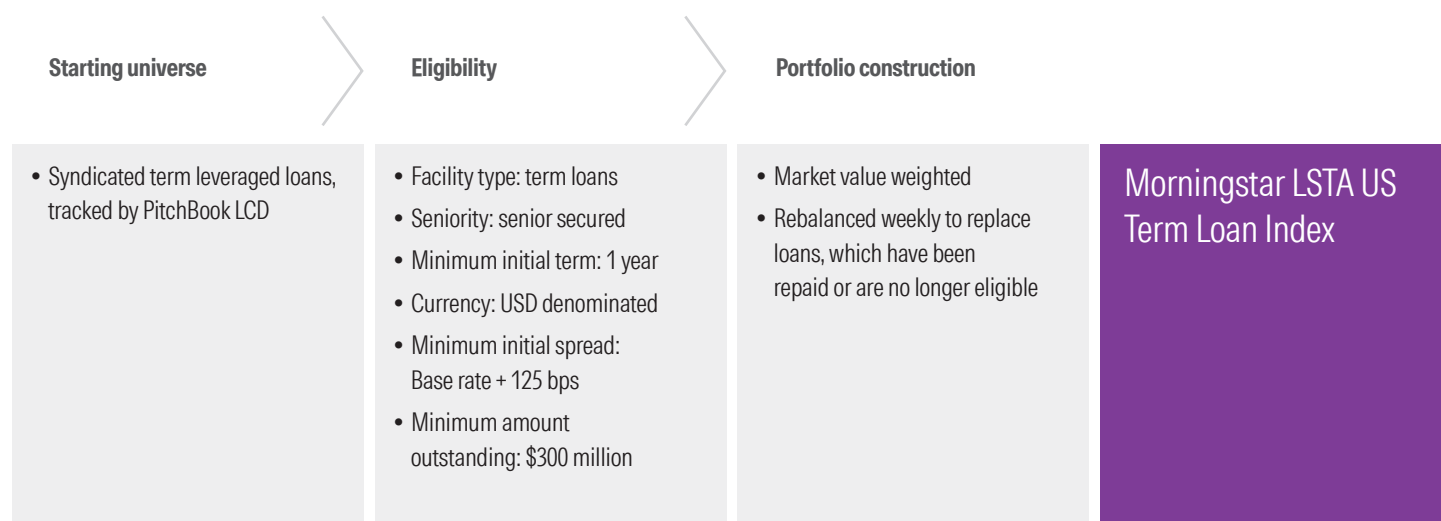 Starting universe
Eligibility
Portfolio construction
• Syndicated term leveraged loans,
tracked by PitchBook LCD
• Facility type: term loans
• Seniority: senior secured
• Minimum initial term: 1 year
• Currency: USD denominated
• Minimum initial spread:
Base rate + 125 bps
• Minimum amount
outstanding: $300 million
• Market value weighted
• Rebalanced weekly to replace
loans, which have been
repaid or are no longer eligible
Morningstar LSTA US
Term Loan Index